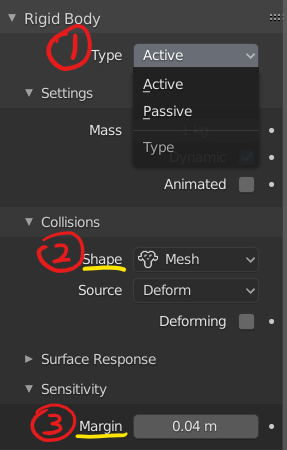 Rigid Body
1 Type Active
Active
Settings
Passive
Mass 1 kg
Type
Dynamic
Animated
Collisions
2 Shape Mesh
Source Deform
Deforming
Surface Response
Sensitivity
3 Margin 0.04 m